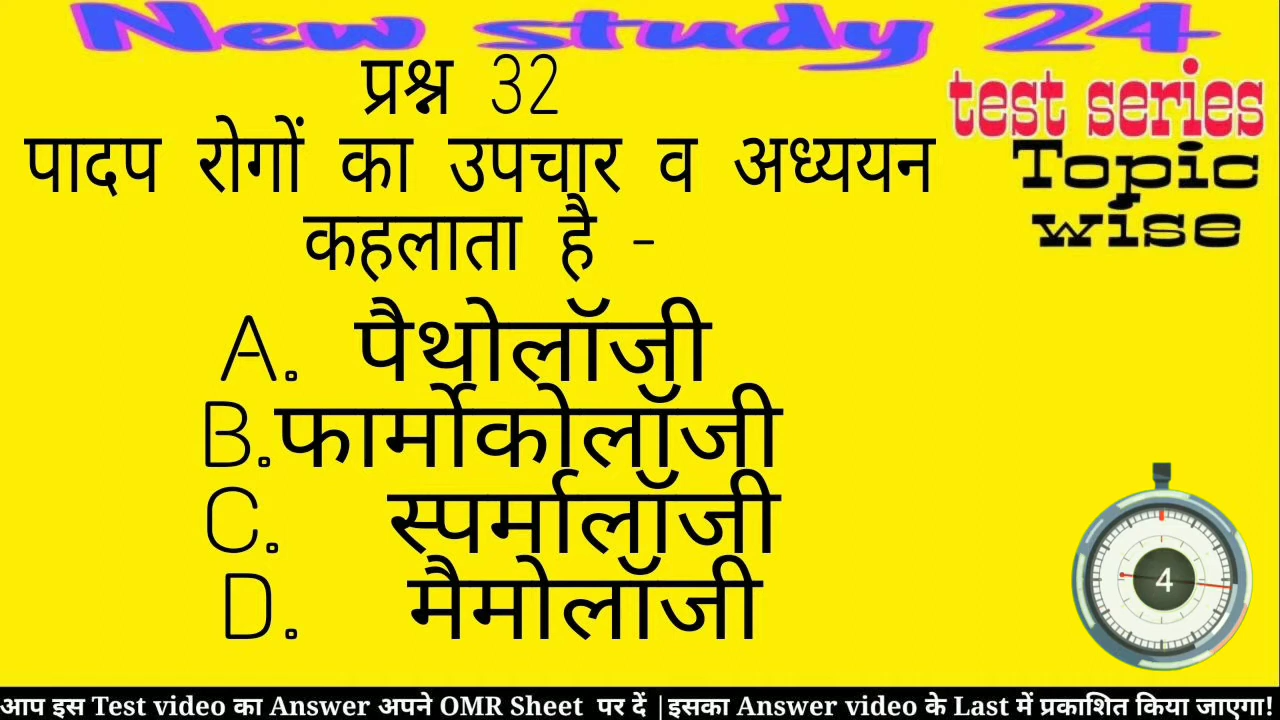 New study 24
test series
Topic
wise
प्रश्न 32
पादप रोगों का उपचार व अध्ययन
कहलाता है -
A. पैथोलॉजी
B.फार्मोकोलॉजी
C. स्पर्मालॉजी
D. मैमोलॉजी
4
आप इस Test video का Answer अपने OMR Sheet पर दें |इसका Answer video के Last में प्रकाशित किया जाएगा!